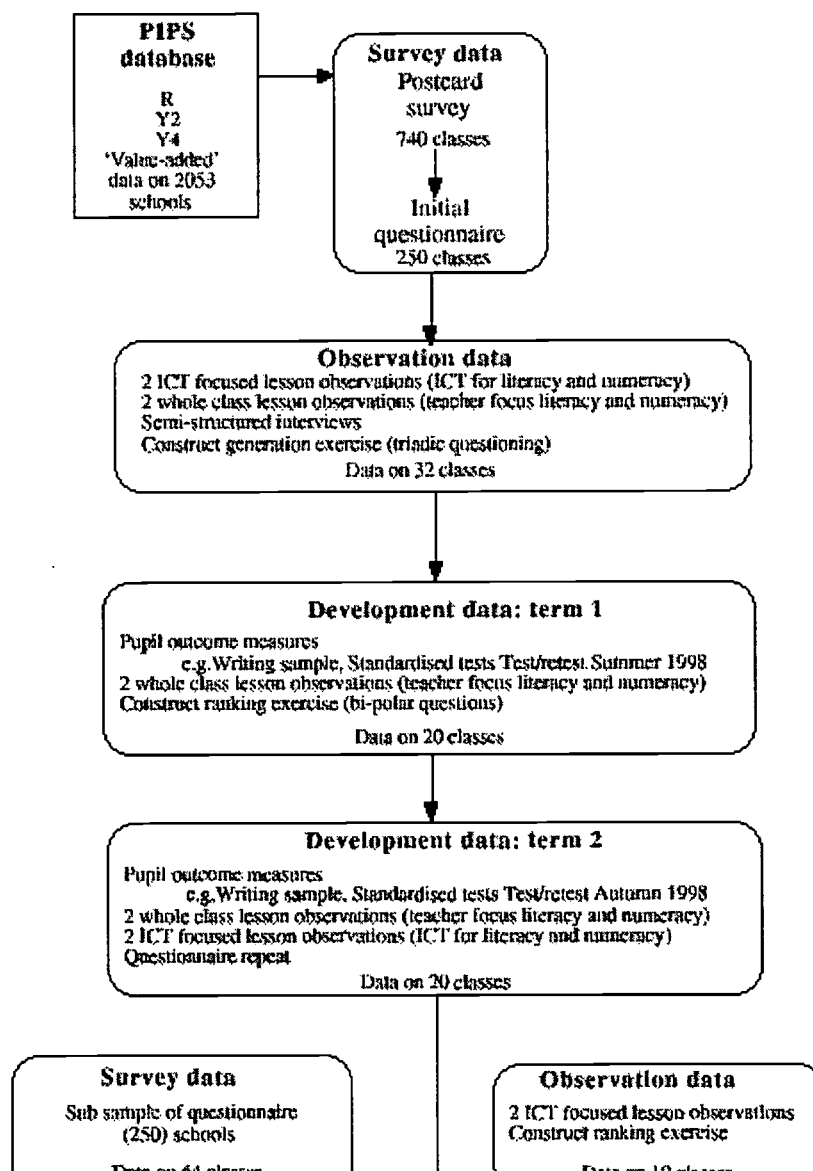 PIPS
database
R
Y2
Y4
'Value-added'
data on 2053
schools
Survey data
Postcard
survey
740 classes
Initial
questionnaire
250 classes
Observation data
2 ICT focused lesson observations (ICT for literacy and numeracy)
2 whole class lesson observations (teacher focus literacy and numeracy)
Semi-structured interviews
Construct generation exercise (triadic questioning)
Data on 32 classes
Development data: term 1
Pupil outcome measures
e.g.Writing sample, Standardised tests Test/retest Summer 1998
2 whole class lesson observations (teacher focus literacy and numeracy)
Construct ranking exercise (bi-polar questions)
Data on 20 classes
Development data: term 2
Pupil outcome measures
e.g.Writing sample, Standardised tests Test/retest Autumn 1998
2 whole class lesson observations (teacher focus literacy and numeracy)
2 ICT focused lesson observations (ICT for literacy and numeracy)
Questionnaire repeat
Data on 20 classes
Survey data
Sub sample of questionnaire
(250) schools
Data on classes
Observation data
2 ICT focused lesson observations
Construct ranking exercise
Data on classes